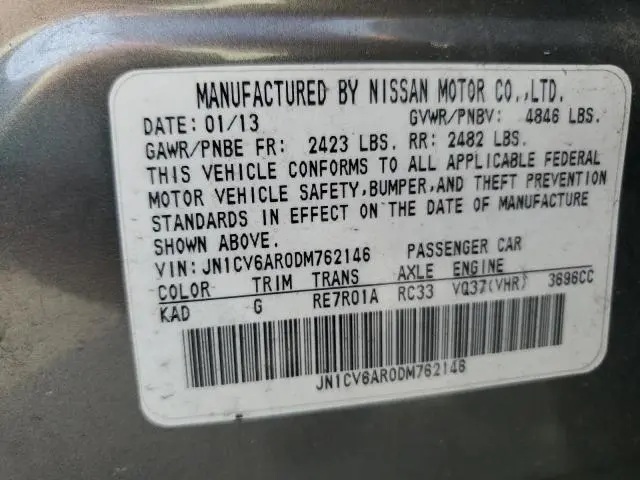 MANUFACTURED BY NISSAN MOTOR CO.,LTD.
DATE: 01/13 GVWR/PNBV: 4846 LBS.
GAWR/PNBE FR: 2423 LBS. RR: 2482 LBS.
THIS VEHICLE CONFORMS TO ALL APPLICABLE FEDERAL
MOTOR VEHICLE SAFETY,BUMPER,AND THEFT PREVENTION
STANDARDS IN EFFECT ON THE DATE OF MANUFACTURE
SHOWN ABOVE.
VIN: JN1CV6AR0DM762146 PASSENGER CAR
COLOR TRIM TRANS AXLE ENGINE
KAD G RE7R01A RC33 VQ37(VHR) 3696CC
JN1CV6AR0DM762146